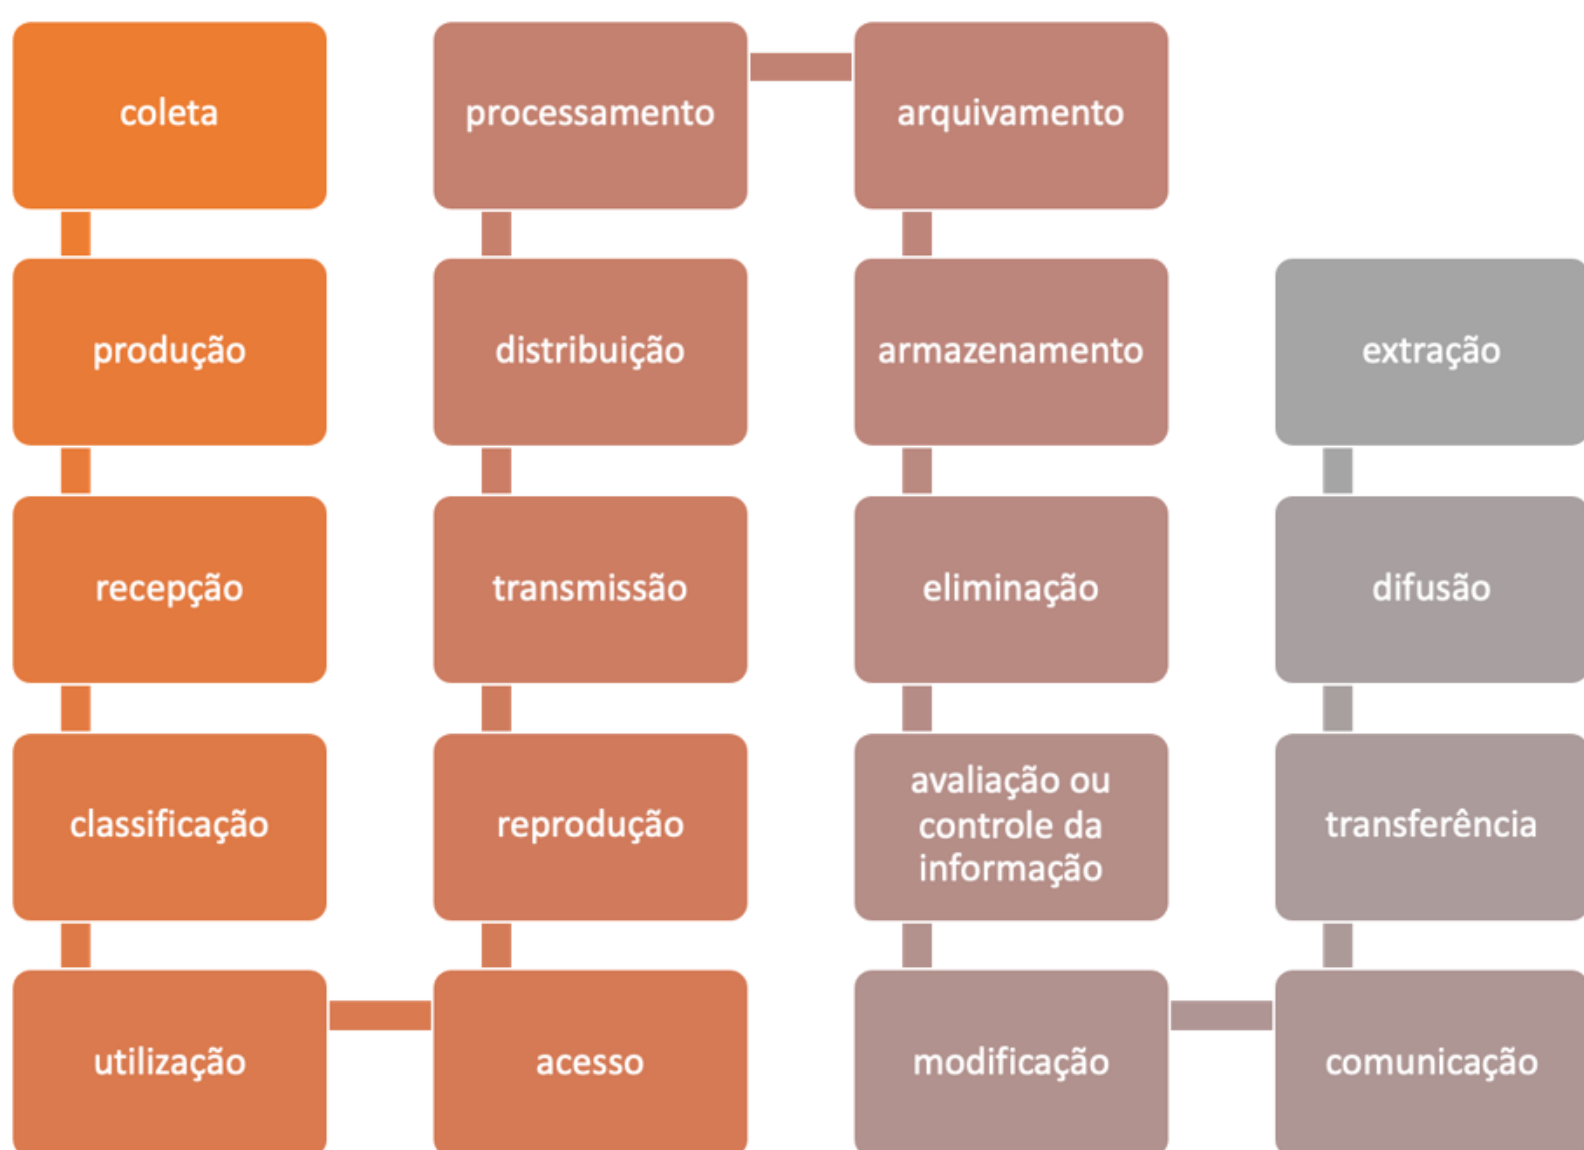 coleta
produção
recepção
classificação
utilização
acesso
reprodução
transmissão
distribuição
processamento
arquivamento
armazenamento
eliminação
avaliação ou
controle da
informação
modificação
comunicação
transferência
difusão
extração